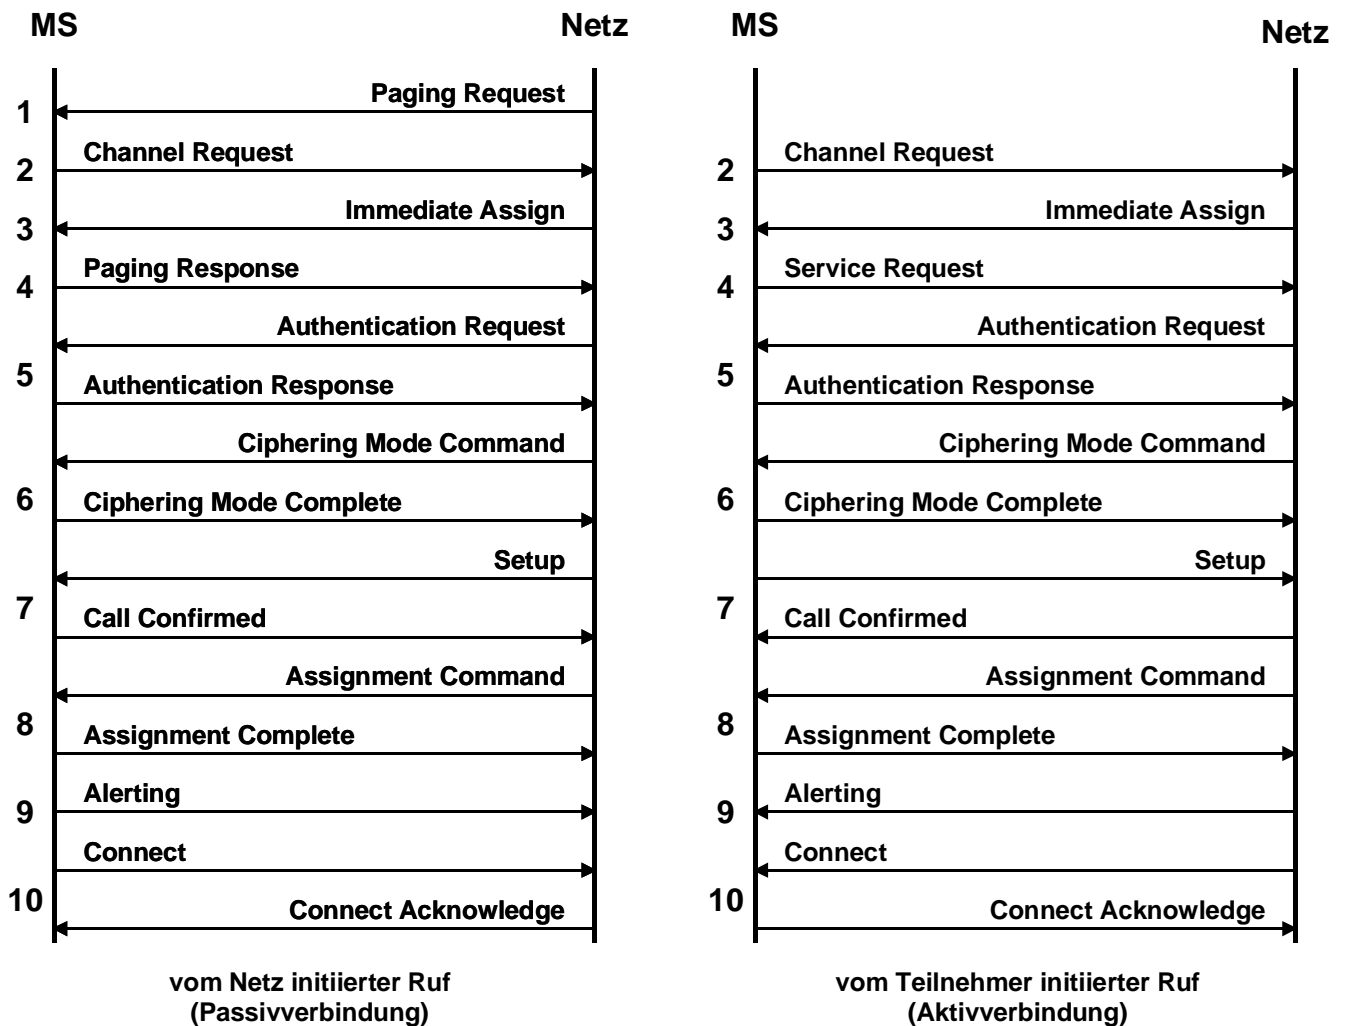 MS
Netz
1
Paging Request
2
Channel Request
3
Immediate Assign
4
Paging Response
Authentication Request
5
Authentication Response
Ciphering Mode Command
6
Ciphering Mode Complete
Setup
7
Call Confirmed
Assignment Command
8
Assignment Complete
9
Alerting
Connect
10
Connect Acknowledge
vom Netz initiierter Ruf
(Passivverbindung)
MS
Netz
2
Channel Request
3
Immediate Assign
4
Service Request
Authentication Request
5
Authentication Response
Ciphering Mode Command
6
Ciphering Mode Complete
Setup
7
Call Confirmed
Assignment Command
8
Assignment Complete
9
Alerting
Connect
10
Connect Acknowledge
vom Teilnehmer initiierter Ruf
(Aktivverbindung)